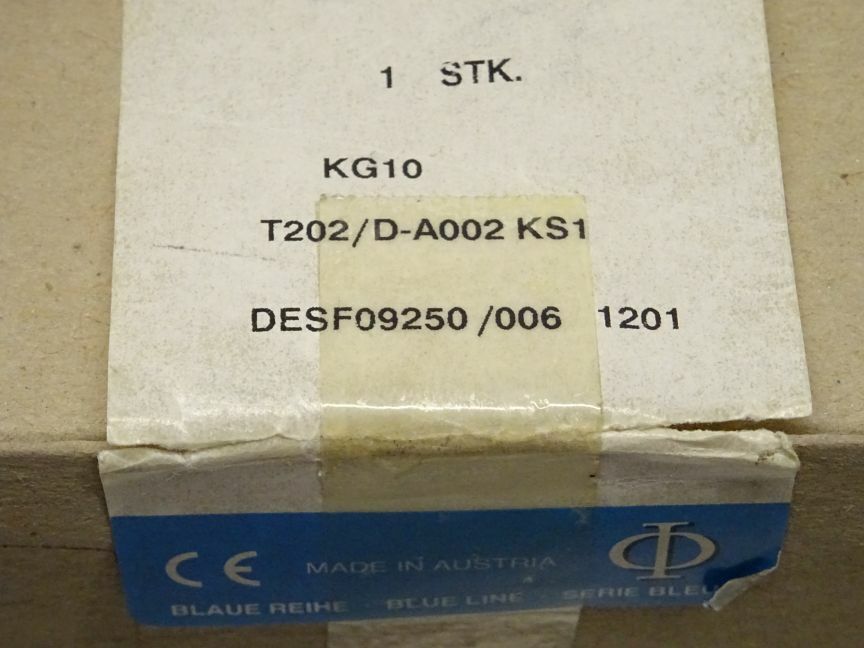 1 STK.
KG10
T202/D-A002 KS1
DESF09250 /006 1201
CE MADE IN AUSTRIA
BLAUE REIHE · BLUE LINE · SERIE BLEU